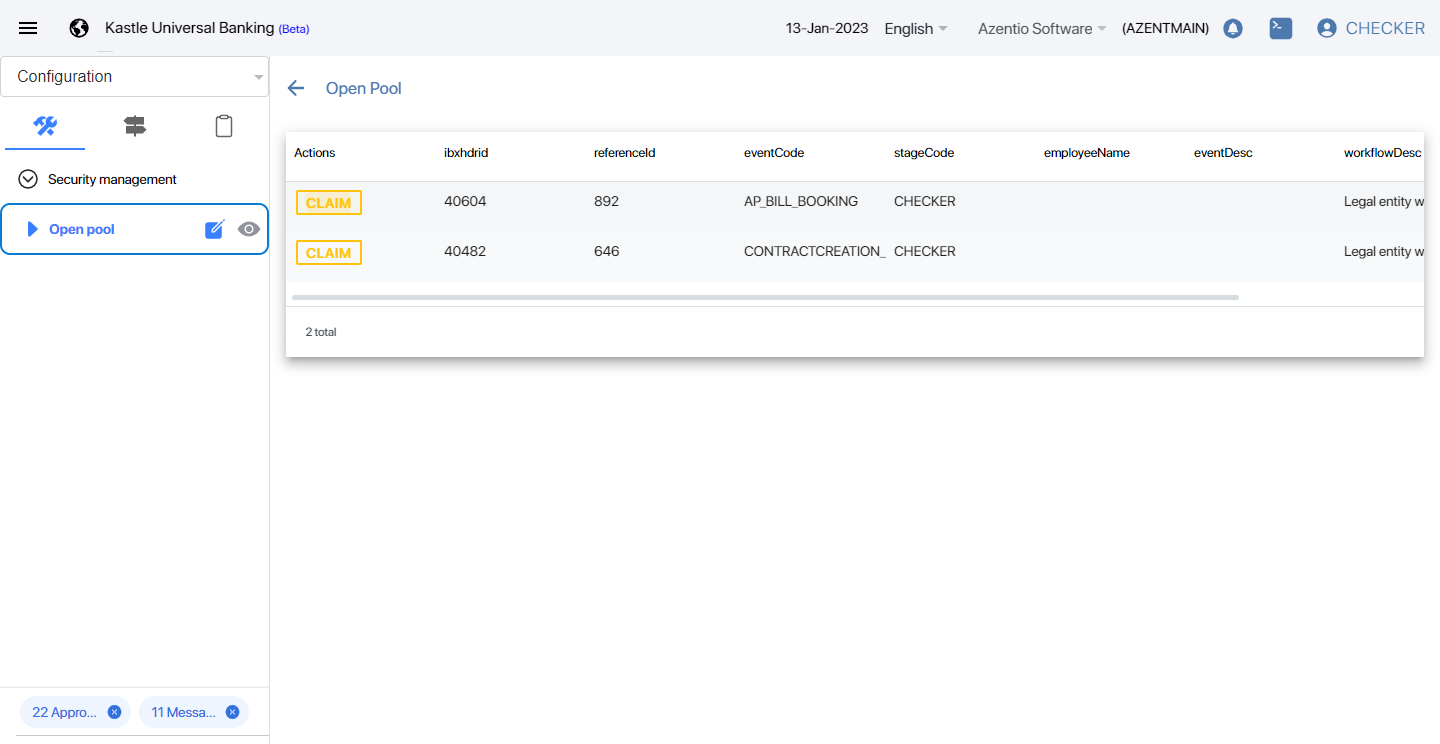 Kastle Universal Banking (Beta)
13-Jan-2023 English Azentio Software (AZENTMAIN) CHECKER
Configuration
Security management
Open pool
22 Appro...
11 Messa...
Open Pool
Actions ibxhdrid referenceId eventCode stageCode employeeName eventDesc workflowDesc
CLAIM 40604 892 AP_BILL_BOOKING CHECKER Legal entity w
CLAIM 40482 646 CONTRACTCREATION_ CHECKER Legal entity w
2 total